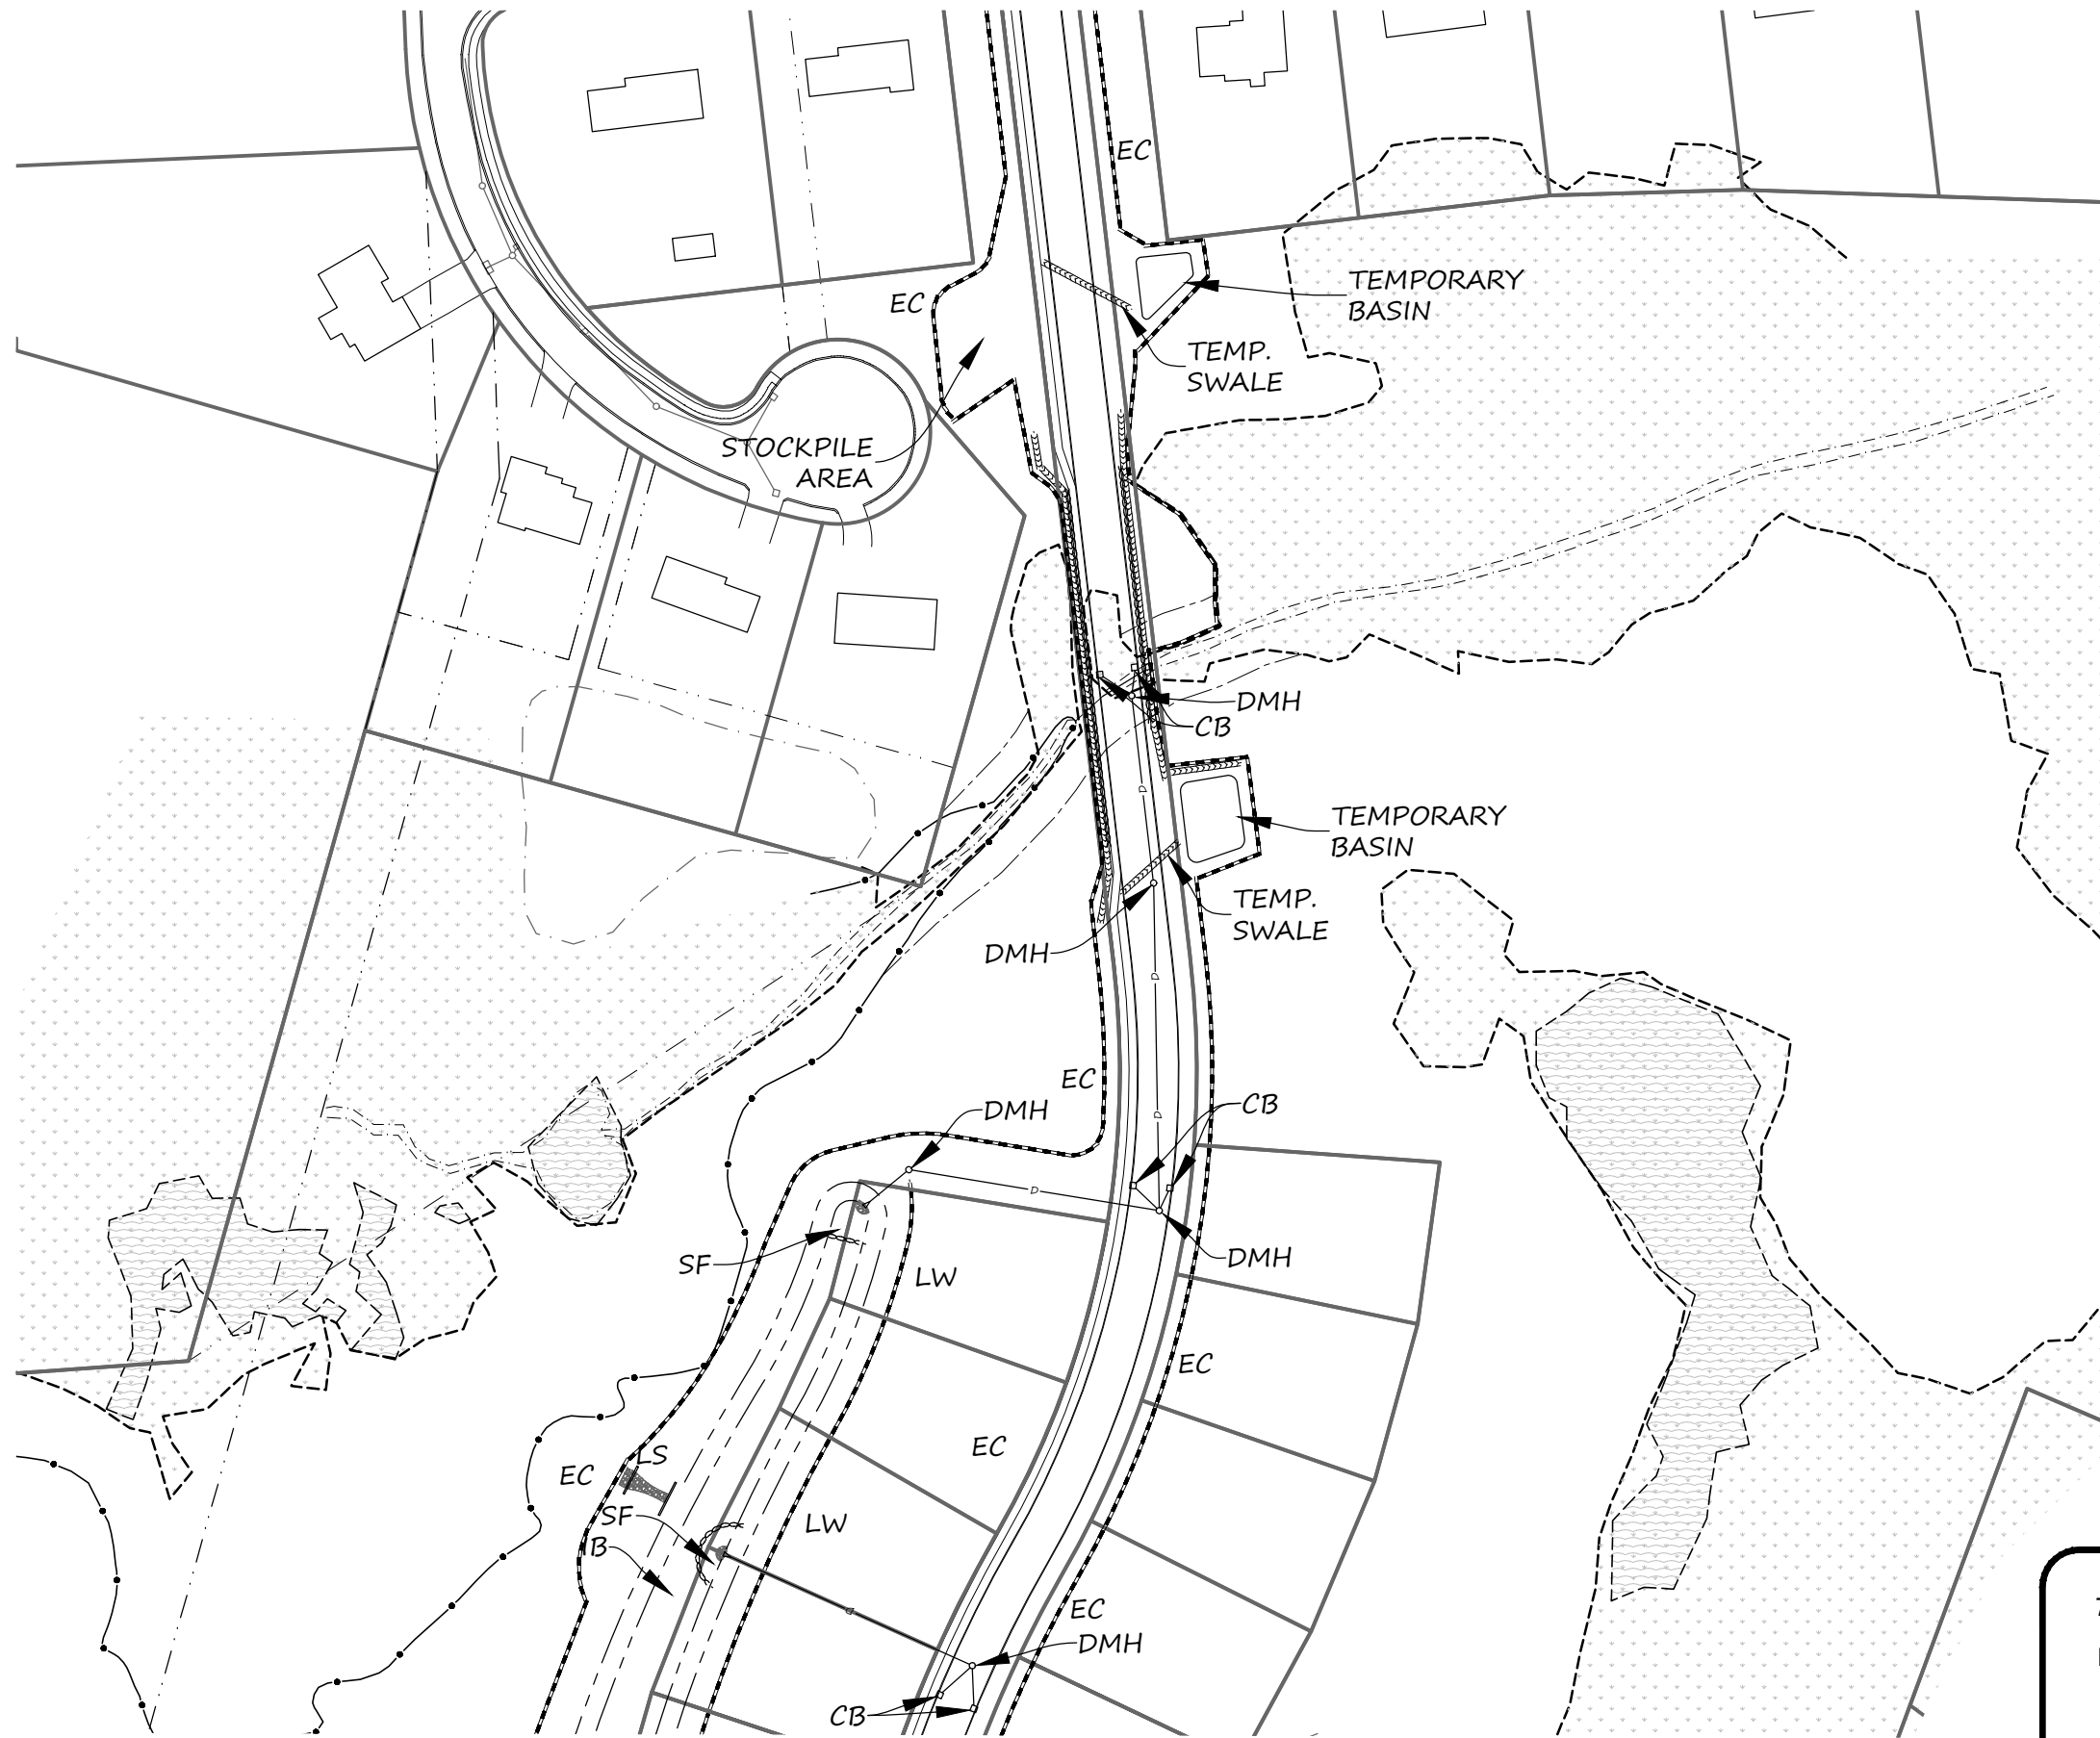 EC
TEMPORARY
BASIN
EC
TEMP.
SWALE
STOCKPILE
AREA
DMH
CB
TEMPORARY
BASIN
TEMP.
SWALE
DMH
D
D
EC
DMH
CB
D
D
SF
LW
DMH
EC
EC
LS
EC
SF
LW
IB
EC
DMH
CB